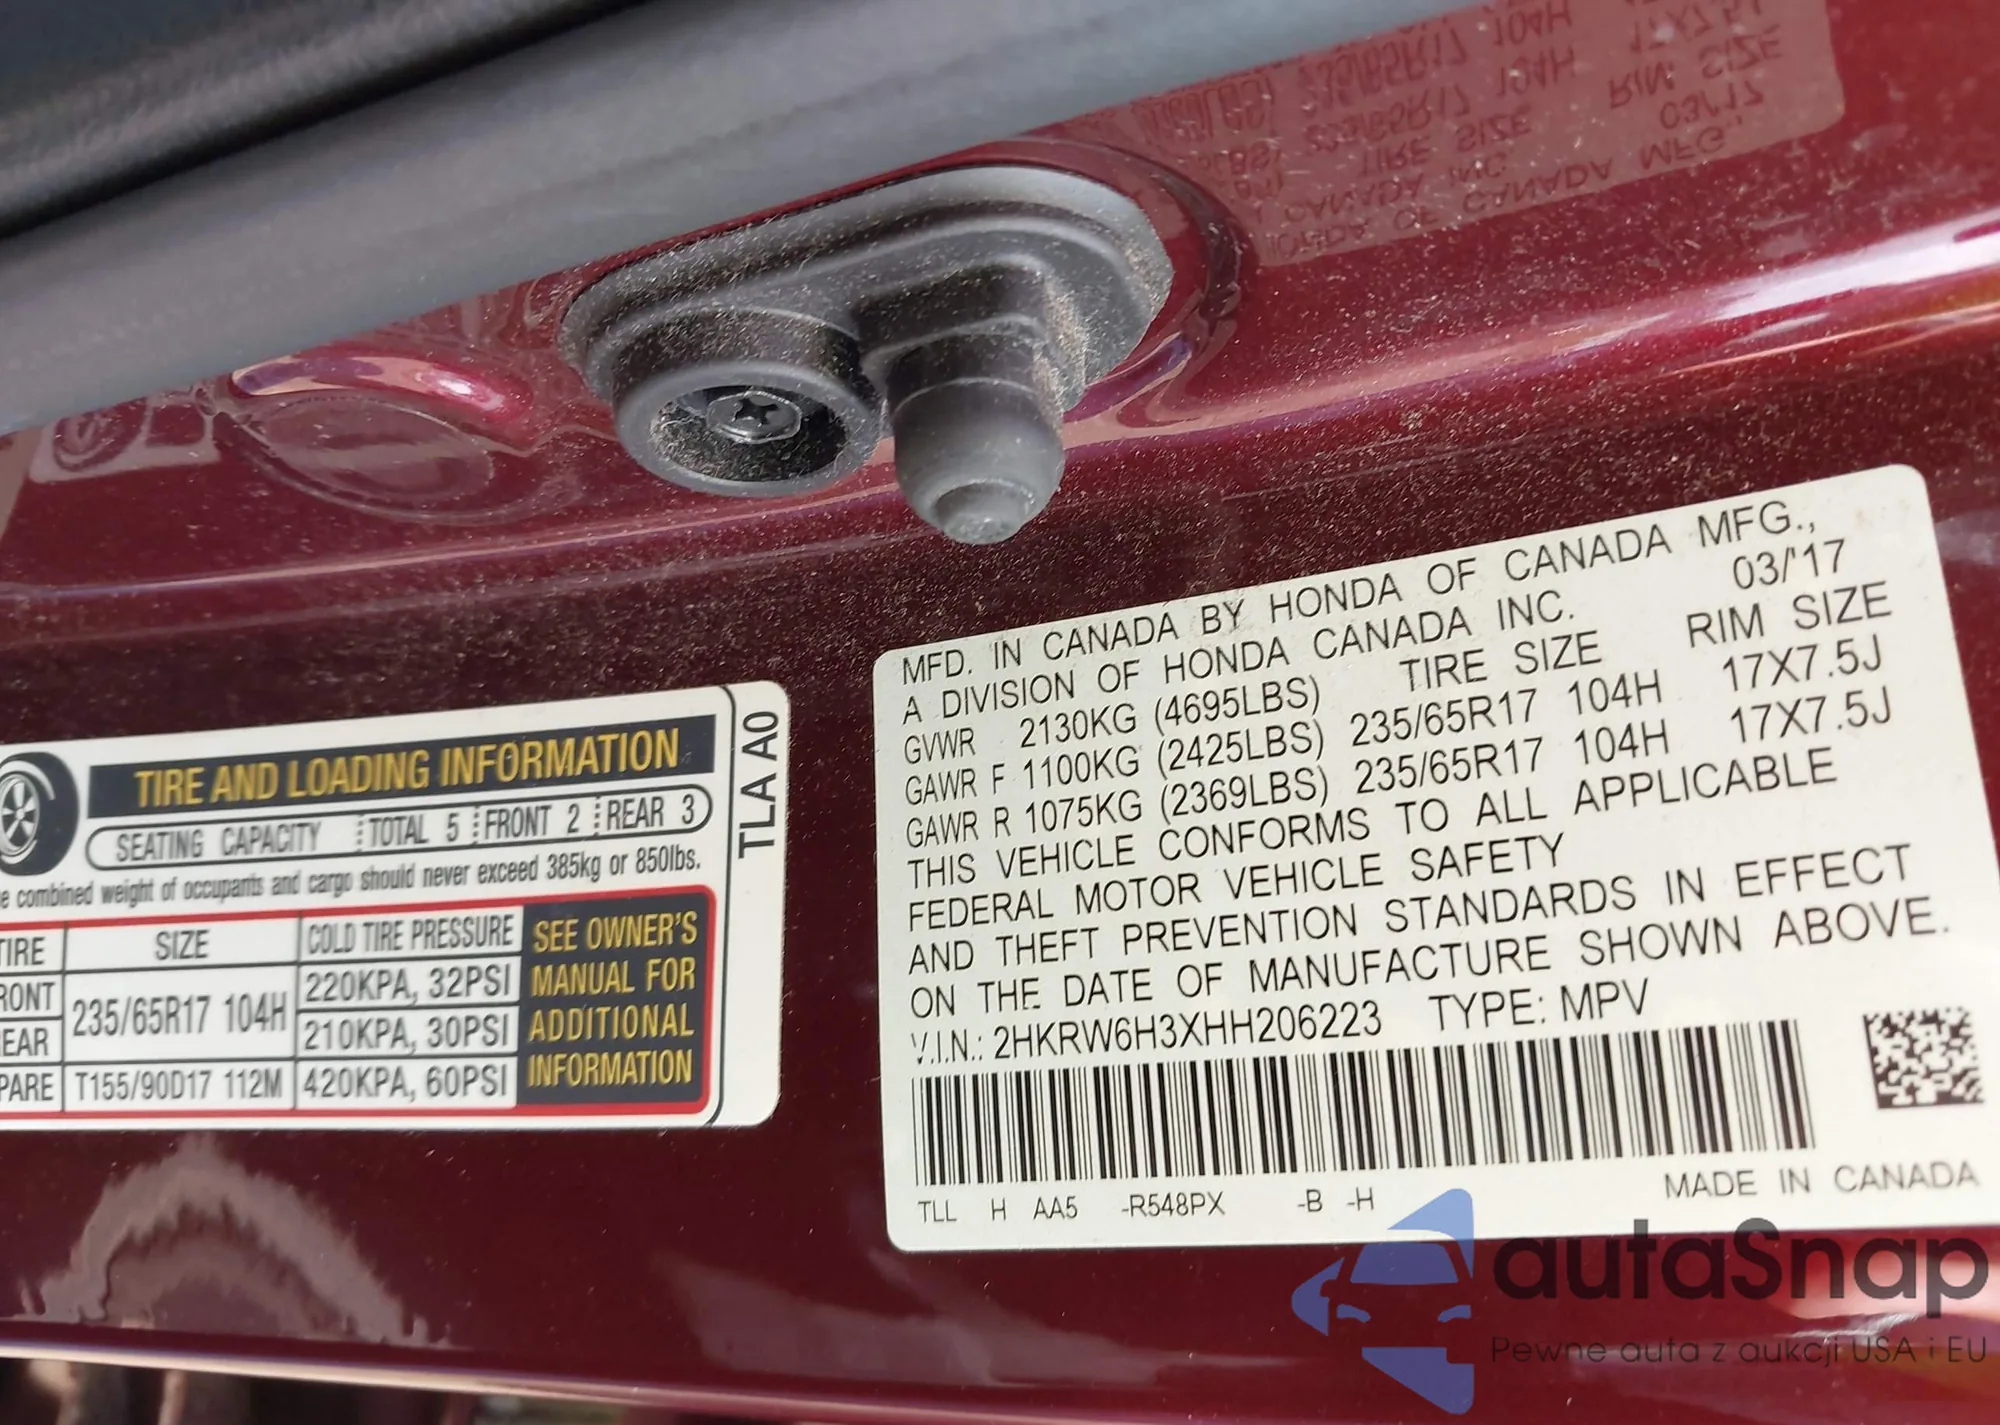 TIRE AND LOADING INFORMATION
TLA A0
SEATING CAPACITY TOTAL 5 FRONT 2 REAR 3
combined weight of occupants and cargo should never exceed 385kg or 850lbs.
TIRE SIZE COLD TIRE PRESSURE
RONT 235/65R17 104H 220KPA, 32PSI
EAR 210KPA, 30PSI
PARE T155/90D17 112M 420KPA, 60PSI
SEE OWNER'S
MANUAL FOR
ADDITIONAL
INFORMATION
MFD. IN CANADA BY HONDA OF CANADA MFG.,
A DIVISION OF HONDA CANADA INC. 03/'17
GVWR 2130KG (4695LBS) TIRE SIZE RIM SIZE
GAWR F 1100KG (2425LBS) 235/65R17 104H 17X7.5J
GAWR R 1075KG (2369LBS) 235/65R17 104H 17X7.5J
THIS VEHICLE CONFORMS TO ALL APPLICABLE
FEDERAL MOTOR VEHICLE SAFETY
AND THEFT PREVENTION STANDARDS IN EFFECT
ON THE DATE OF MANUFACTURE SHOWN ABOVE.
V.I.N.: 2HKRW6H3XHH206223 TYPE: MPV
TLL H AA5 -R548PX -B -H
MADE IN CANADA
autaSnap
Pewne auta z aukcji USA i EU